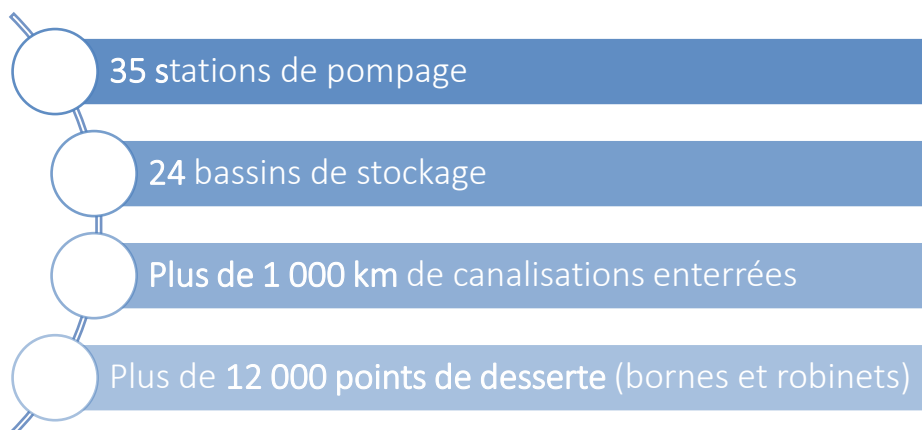 35 stations de pompage
24 bassins de stockage
Plus de 1 000 km de canalisations enterrées
Plus de 12 000 points de desserte (bornes et robinets)